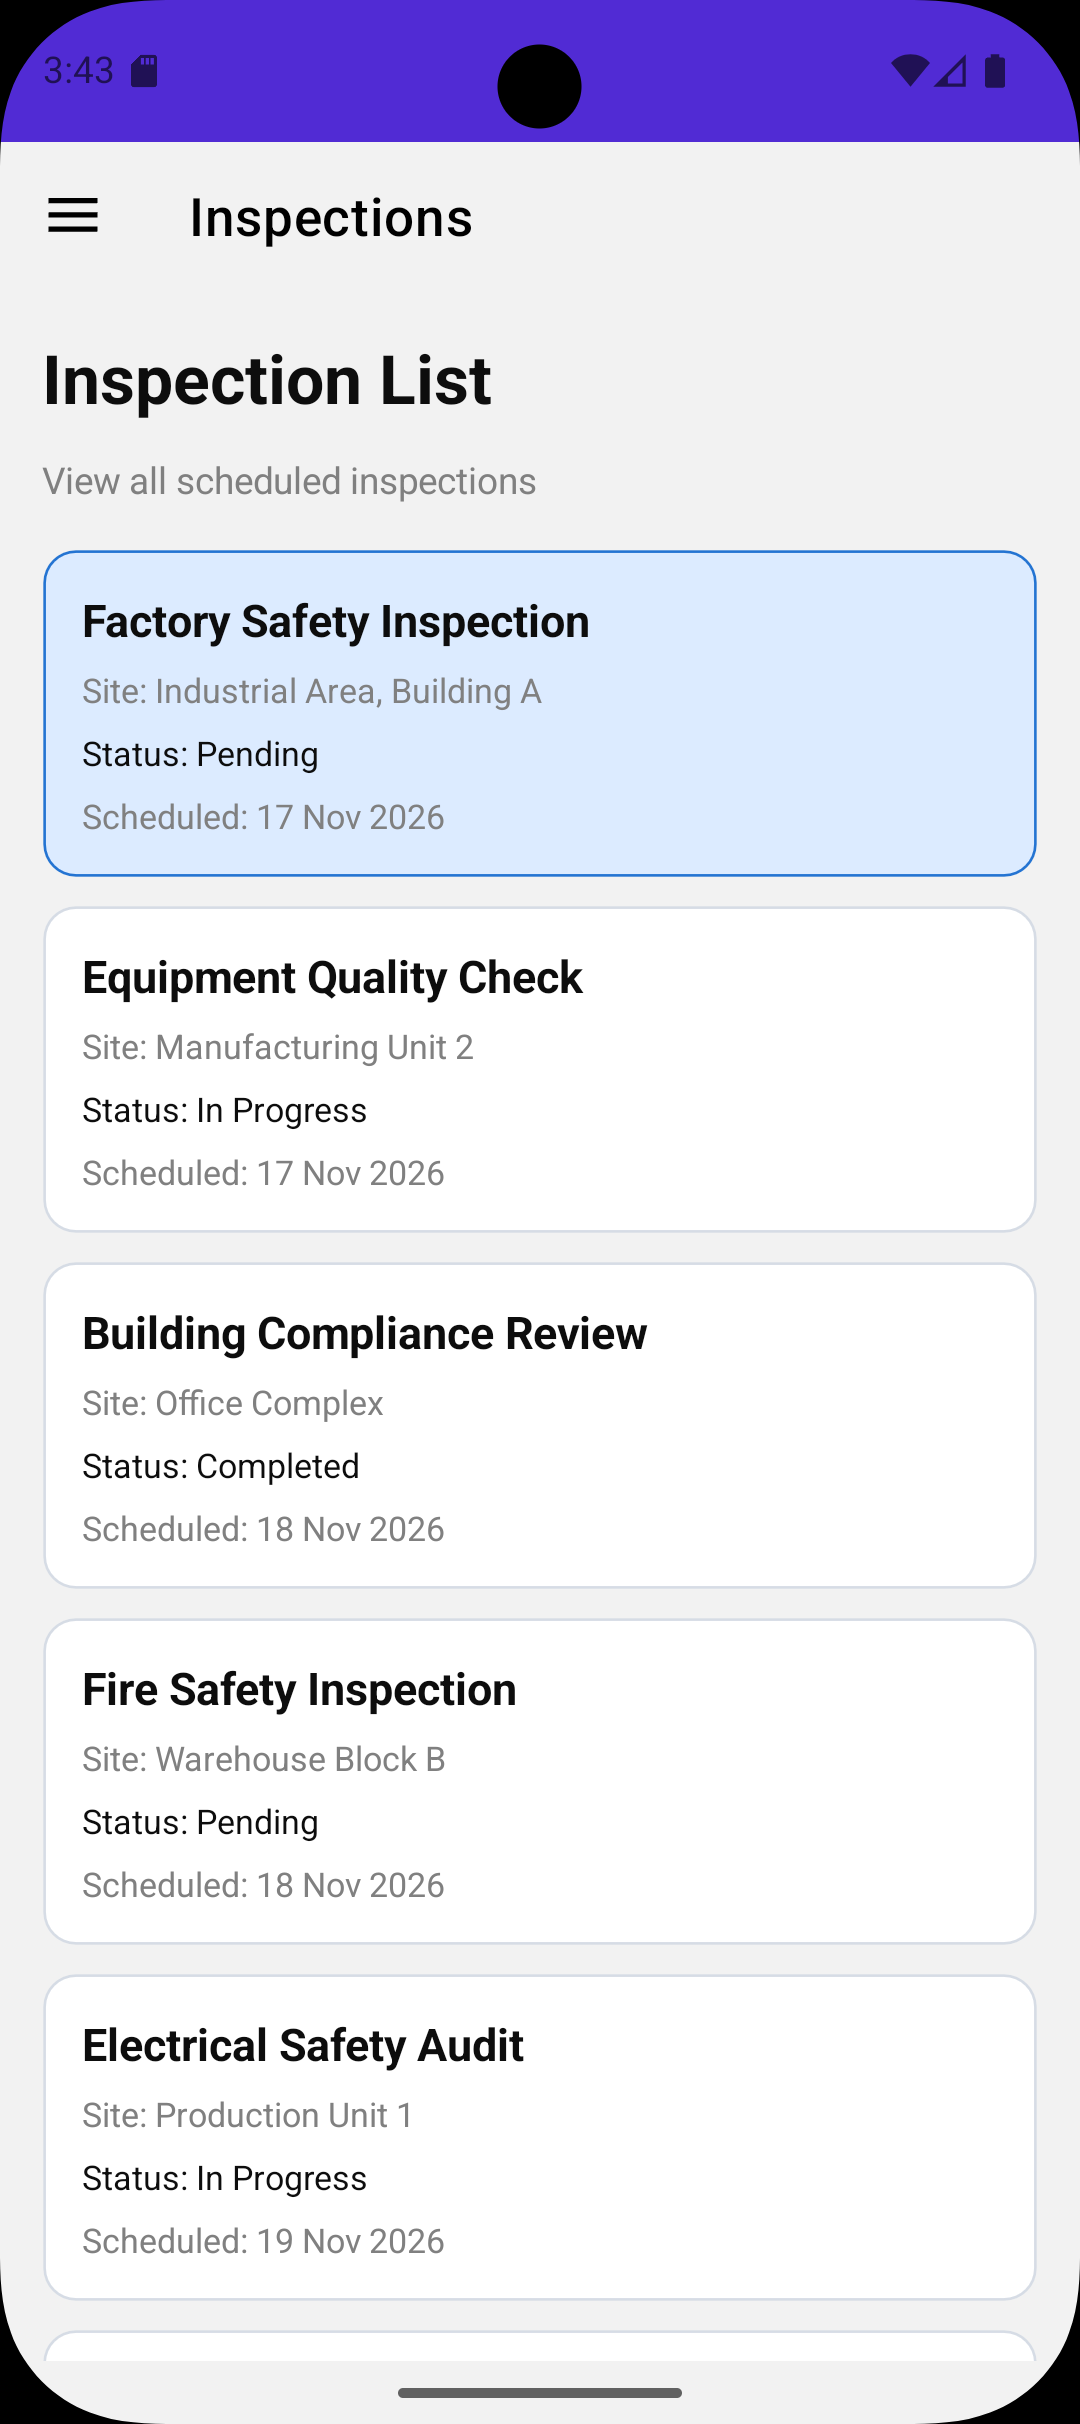 3:43
Inspections
Inspection List
View all scheduled inspections
Factory Safety Inspection
Site: Industrial Area, Building A
Status: Pending
Scheduled: 17 Nov 2026
Equipment Quality Check
Site: Manufacturing Unit 2
Status: In Progress
Scheduled: 17 Nov 2026
Building Compliance Review
Site: Office Complex
Status: Completed
Scheduled: 18 Nov 2026
Fire Safety Inspection
Site: Warehouse Block B
Status: Pending
Scheduled: 18 Nov 2026
Electrical Safety Audit
Site: Production Unit 1
Status: In Progress
Scheduled: 19 Nov 2026